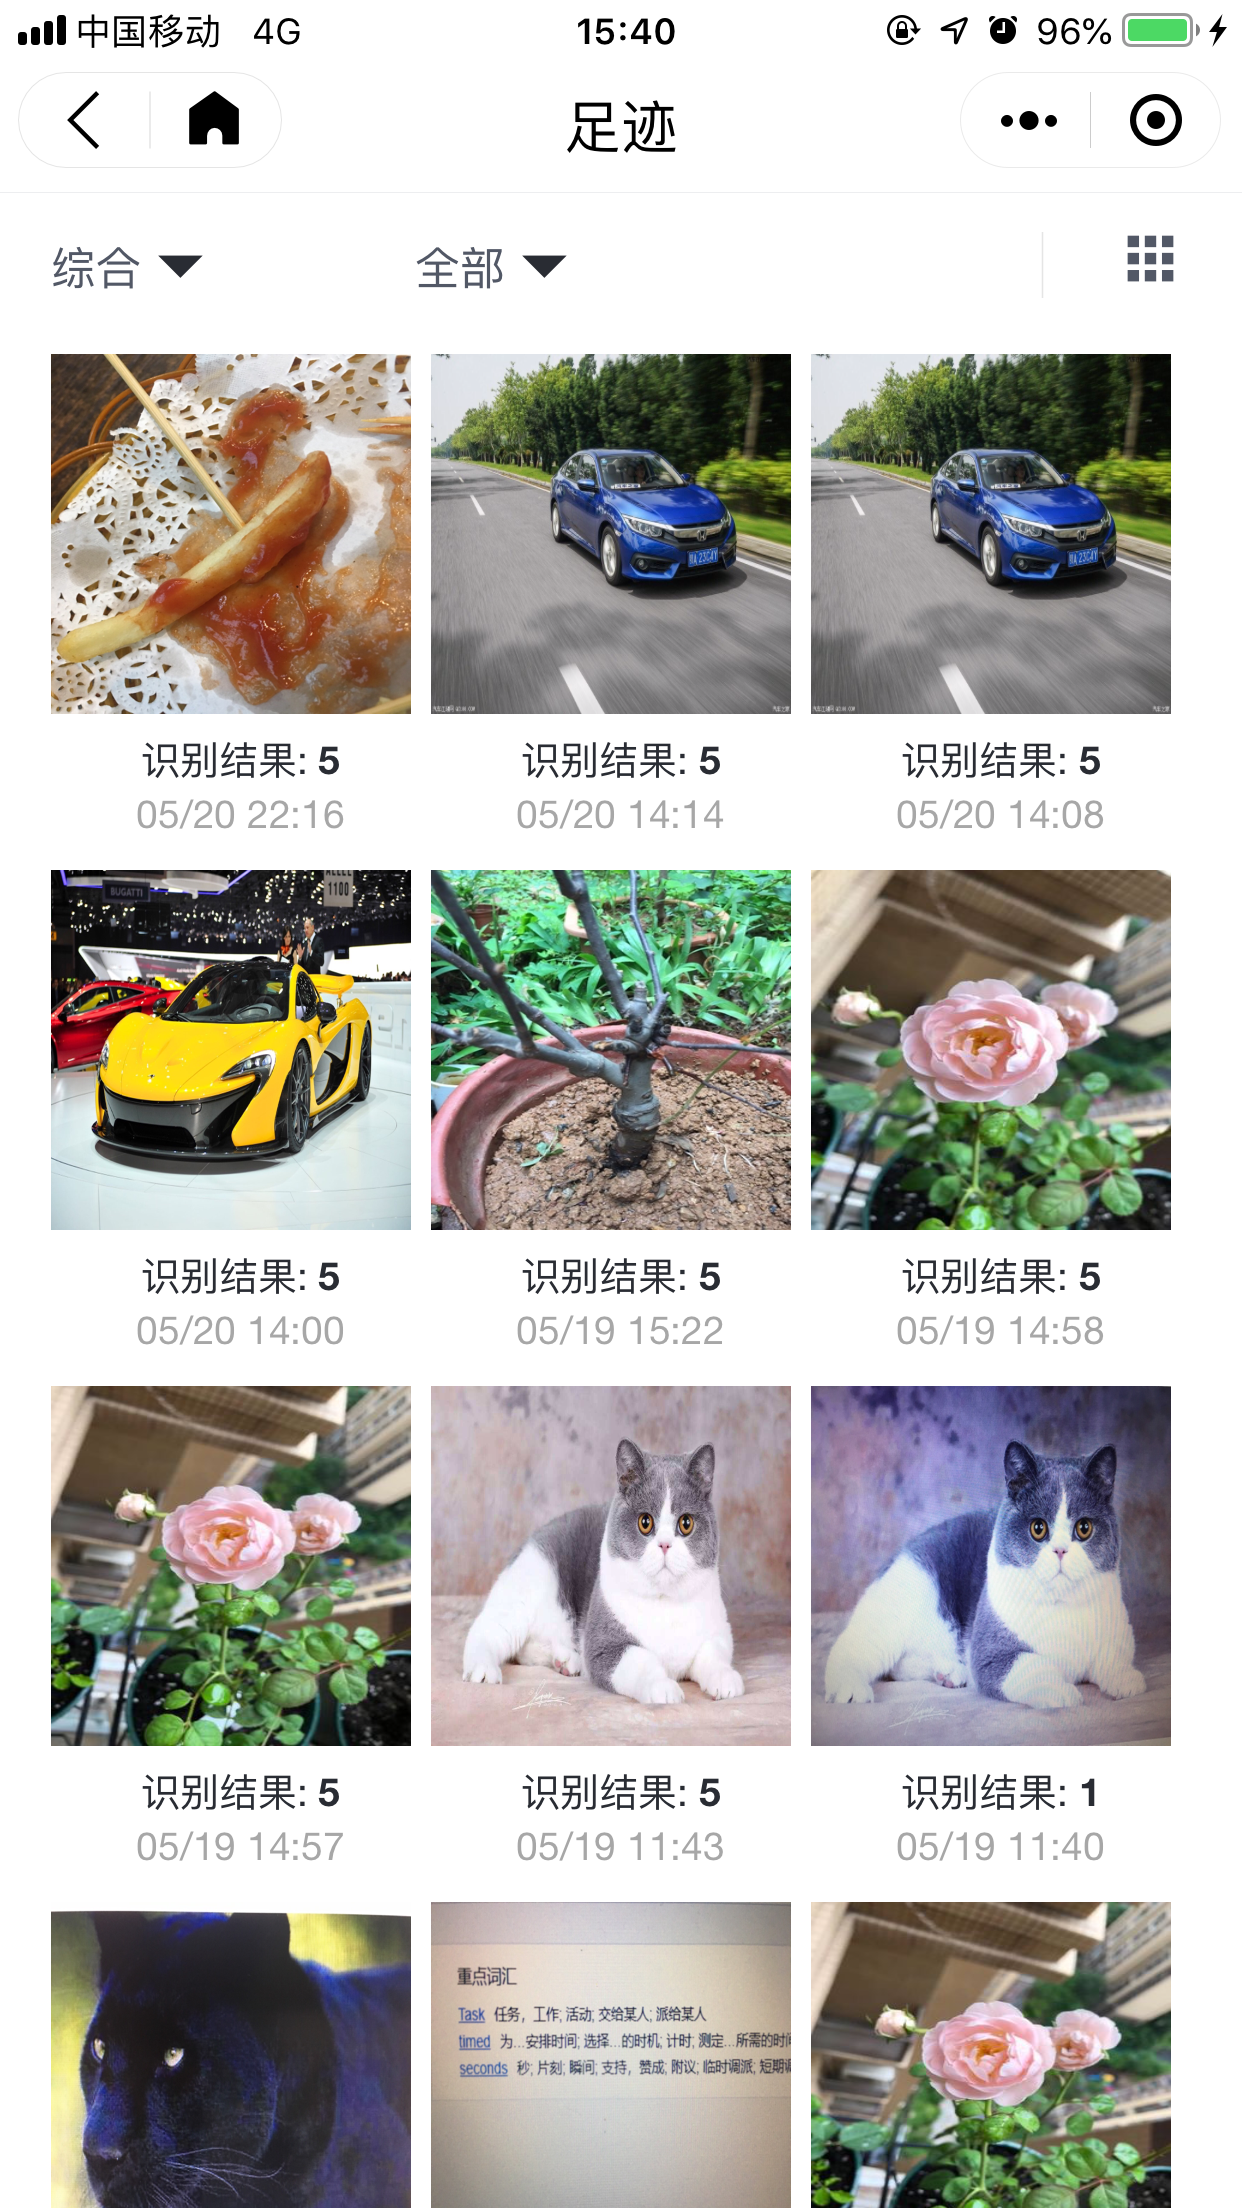 中国移动 4G 15:40 96%
足迹
综合 全部
BUGATTI
1100
识别结果: 5 识别结果: 5 识别结果: 5
05/20 22:16 05/20 14:14 05/20 14:08
识别结果: 5 识别结果: 5 识别结果: 5
05/20 14:00 05/19 15:22 05/19 14:58
识别结果: 5 识别结果: 5 识别结果: 1
05/19 14:57 05/19 11:43 05/19 11:40
重点词汇
Task 任务，工作; 活动; 交给某人; 派给某人
timed 为…安排时间; 选择…的时机; 计时; 测定…所需的时
seconds 秒; 片刻; 瞬间; 支持，赞成; 附议; 临时调派; 短期